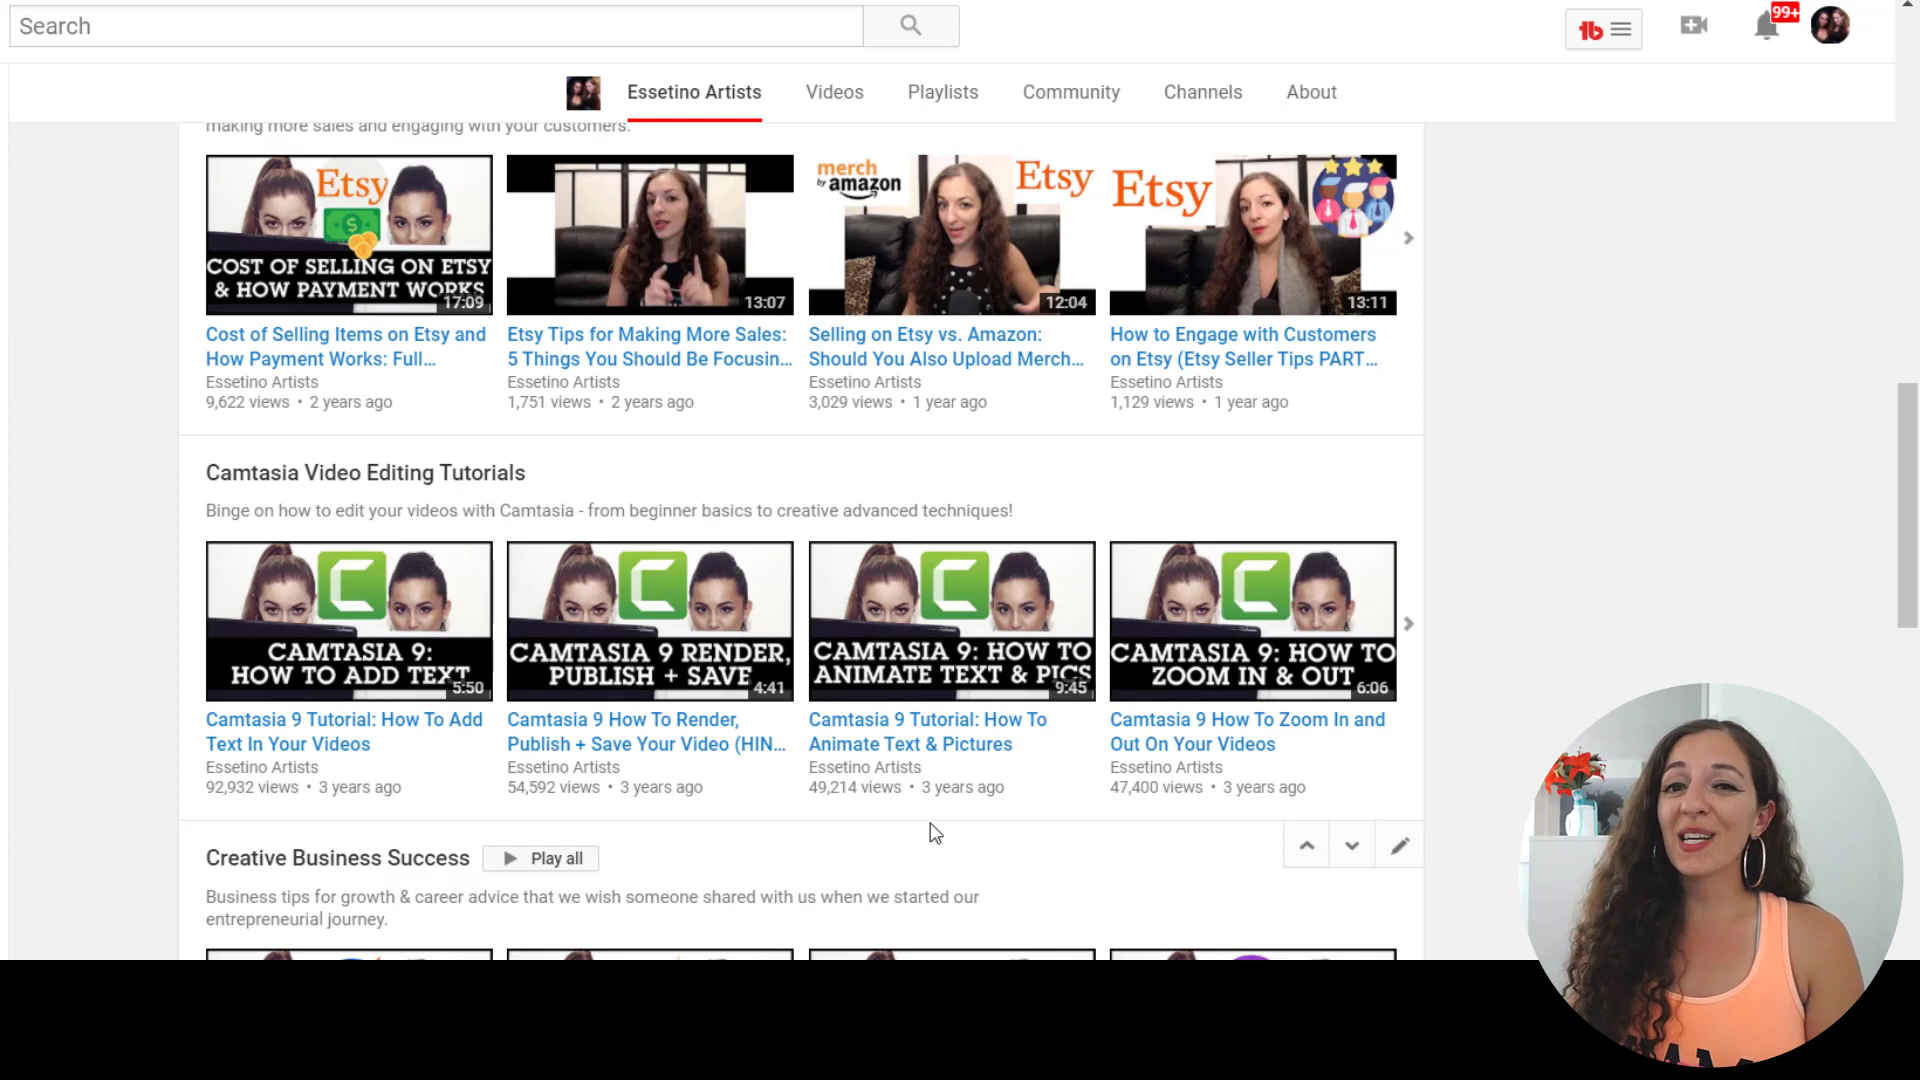 Search
99+
Essetino Artists
Videos
Playlists
Community
Channels
About
making more sales and engaging with your customers.
Etsy
COST OF SELLING ON ETSY
& HOW PAYMENT WORKS
17:09
13:07
merch
by amazon
Etsy
12:04
Etsy
13:11
Cost of Selling Items on Etsy and
How Payment Works: Full...
Essetino Artists
9,622 views • 2 years ago
Etsy Tips for Making More Sales:
5 Things You Should Be Focusin...
Essetino Artists
1,751 views • 2 years ago
Selling on Etsy vs. Amazon:
Should You Also Upload Merch...
Essetino Artists
3,029 views • 1 year ago
How to Engage with Customers
on Etsy (Etsy Seller Tips PART...
Essetino Artists
1,129 views • 1 year ago
Camtasia Video Editing Tutorials
Binge on how to edit your videos with Camtasia - from beginner basics to creative advanced techniques!
CAMTASIA 9:
HOW TO ADD TEXT
5:50
CAMTASIA 9 RENDER,
PUBLISH + SAVE
4:41
CAMTASIA 9: HOW TO
ANIMATE TEXT & PICS
9:45
CAMTASIA 9: HOW TO
ZOOM IN & OUT
6:06
Camtasia 9 Tutorial: How To Add
Text In Your Videos
Essetino Artists
92,932 views • 3 years ago
Camtasia 9 How To Render,
Publish + Save Your Video (HIN...
Essetino Artists
54,592 views • 3 years ago
Camtasia 9 Tutorial: How To
Animate Text & Pictures
Essetino Artists
49,214 views • 3 years ago
Camtasia 9 How To Zoom In and
Out On Your Videos
Essetino Artists
47,400 views • 3 years ago
Creative Business Success
Play all
Business tips for growth & career advice that we wish someone shared with us when we started our
entrepreneurial journey.